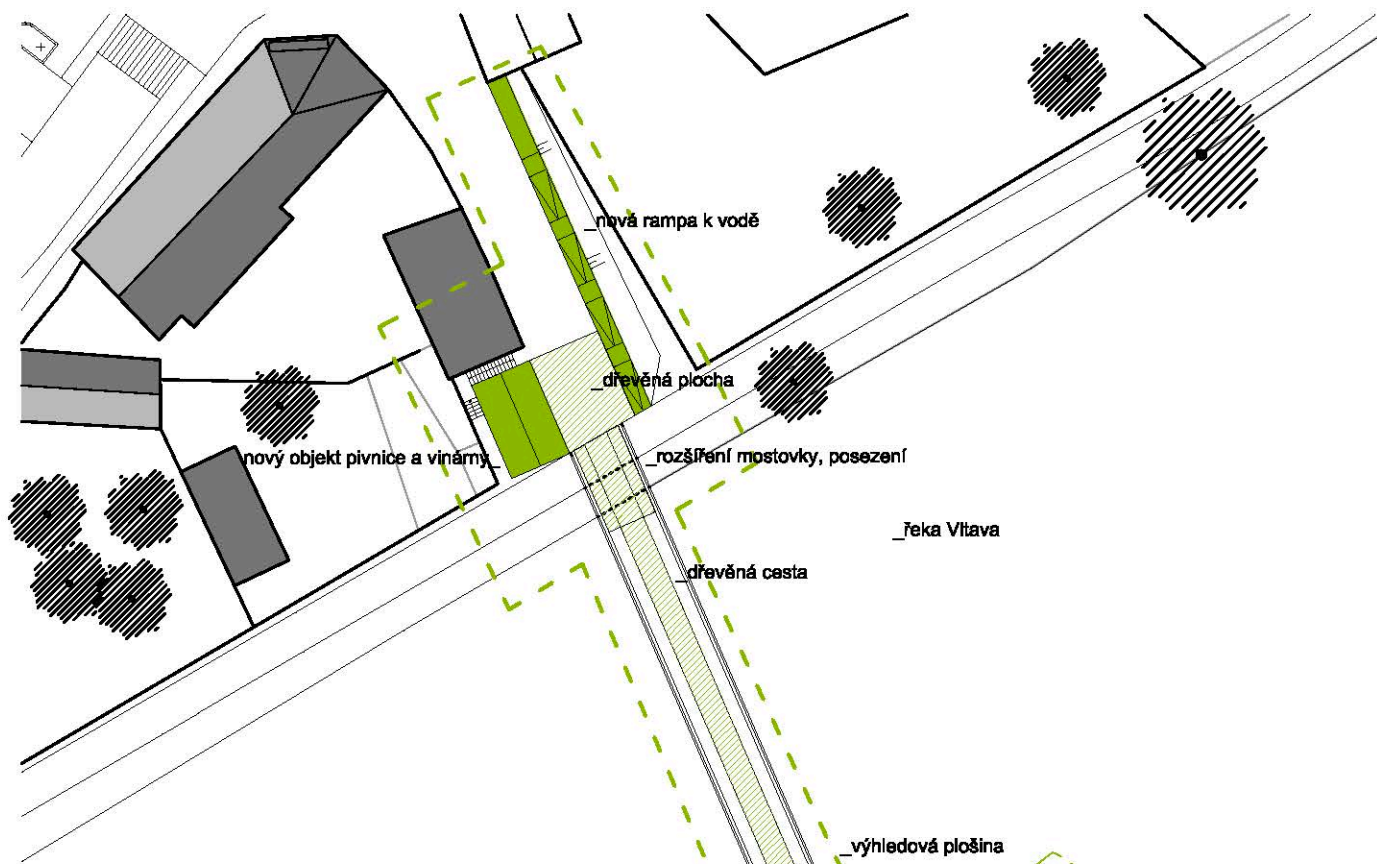 _nová rampa k vodě
_dřevěná plocha
nový objekt pivnice a vinárny_
_rozšíření mostovky, posezení
_řeka Vltava
_dřevěná cesta
_výhledová plošina